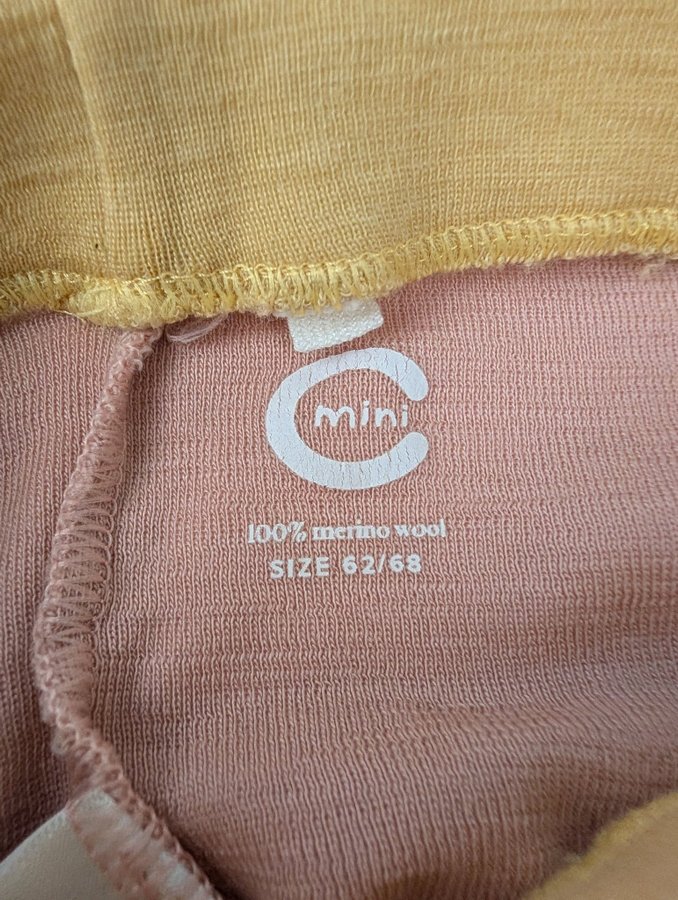 C
mini
100% merino wool
SIZE 62/68